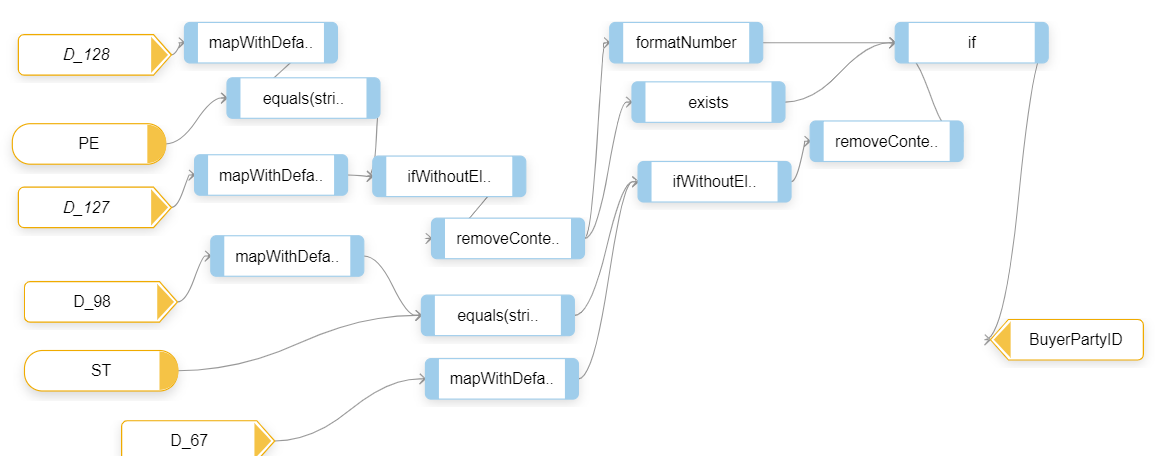 D_128
mapWithDefa..
formatNumber
if
equals(stri..
exists
PE
removeConte..
mapWithDefa..
ifWithoutEl..
ifWithoutEl..
D_127
removeConte..
mapWithDefa..
D_98
equals(stri..
BuyerPartyID
ST
mapWithDefa..
D_67